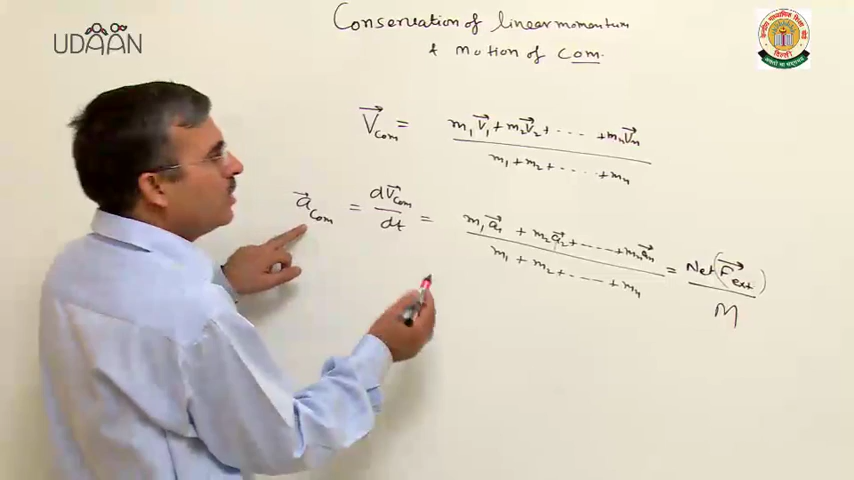 UDAAN
Conservation of linear momentum
& motion of Com.
V⃗com = (m₁V⃗₁ + m₂V⃗₂ + .... + mₙV⃗ₙ) / (m₁ + m₂ + ..... + mₙ)
a⃗com = dV⃗com / dt = (m₁a⃗₁ + m₂a⃗₂ + ..... + mₙa⃗ₙ) / (m₁ + m₂ + ..... + mₙ) = Net (F⃗ext) / M